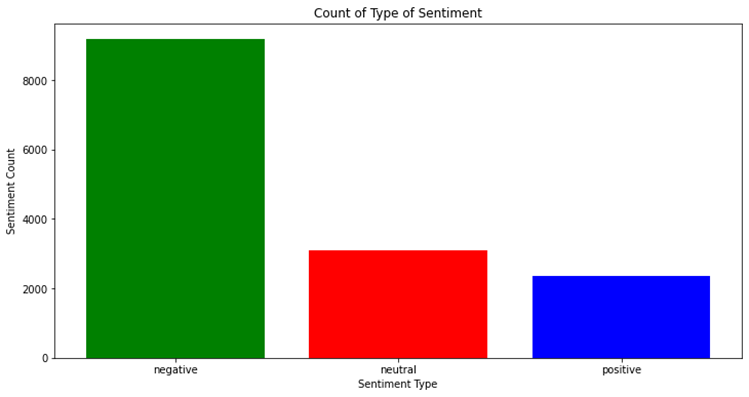 Count of Type of Sentiment
8000
6000
4000
2000
0
Sentiment Count
negative neutral positive
Sentiment Type